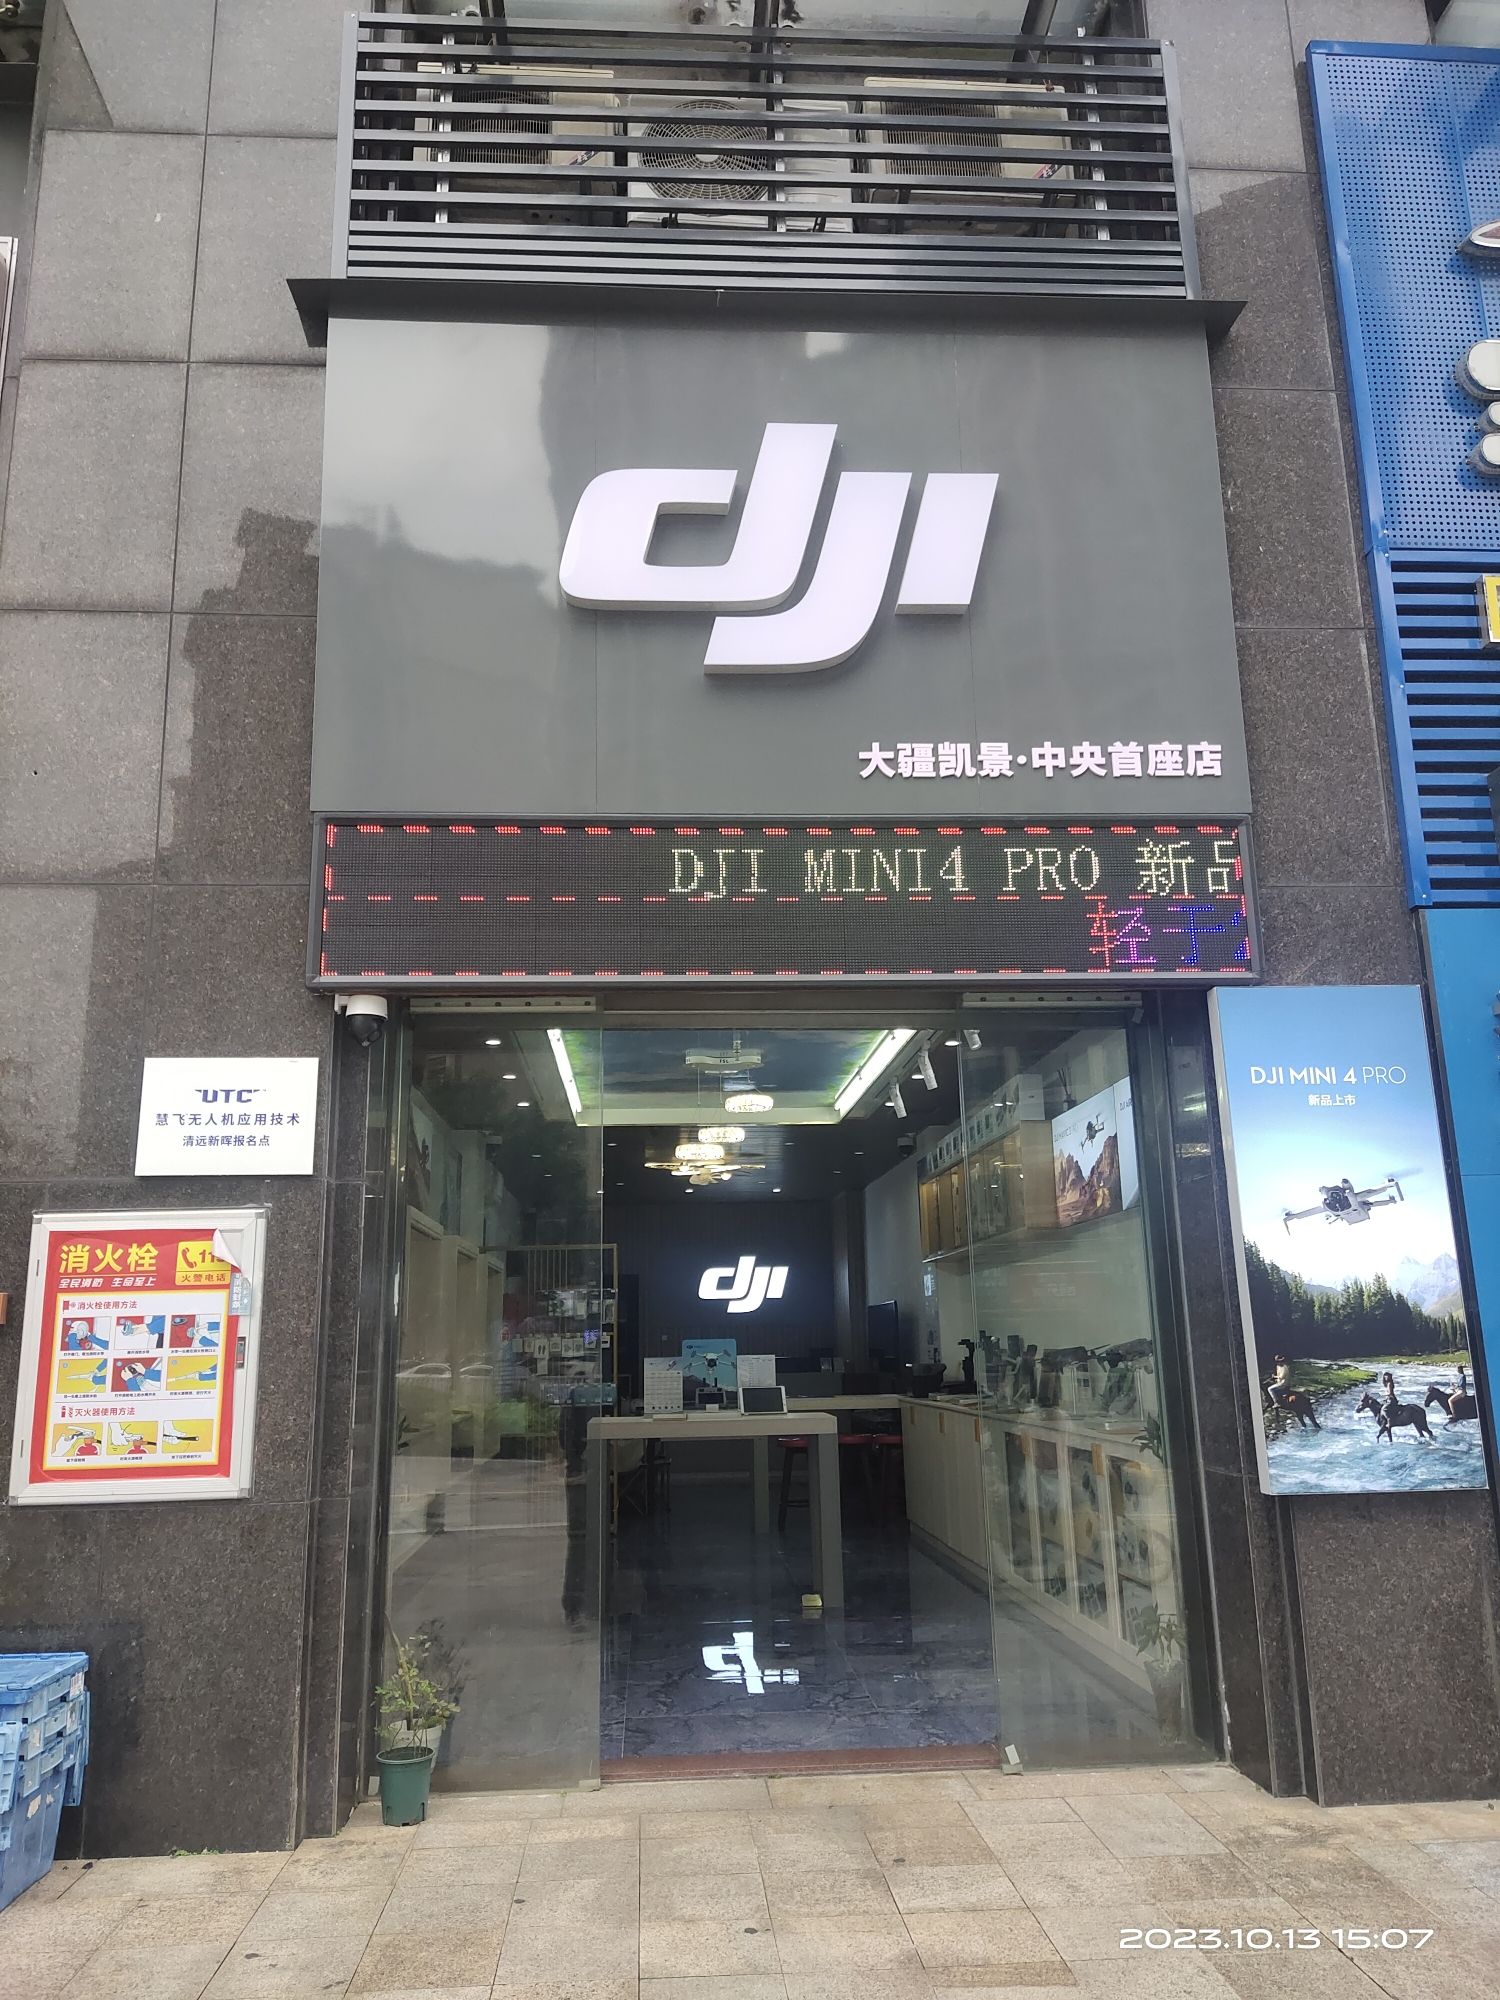 dji
大疆凯景·中央首座店
DJI MINI4 PRO 新品
轻于
UTC
慧飞无人机应用技术
清远新晖报名点
消火栓
全民消防 生命至上
火警电话
消火栓使用方法
灭火器使用方法
DJI MINI 4 PRO
新品上市
dji
2023.10.13 15:07